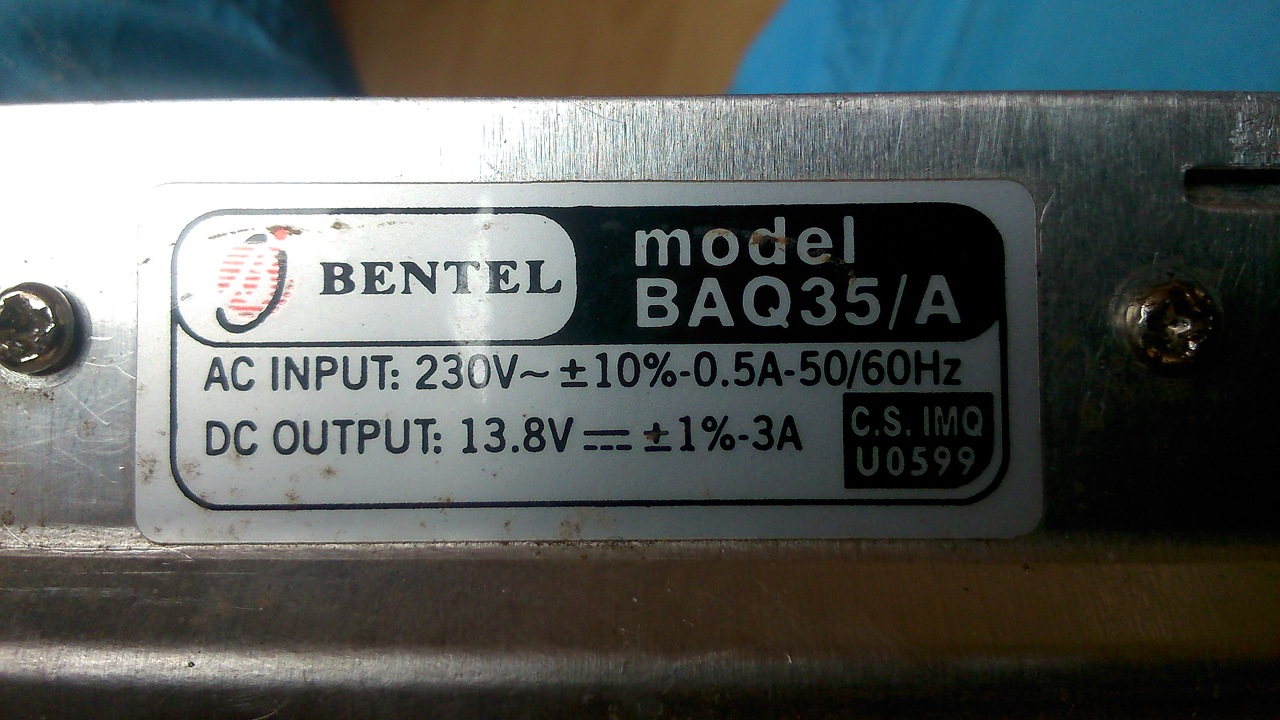 BENTEL
model
BAQ35/A
AC INPUT: 230V~ ±10%-0.5A-50/60Hz
DC OUTPUT: 13.8V ⎓ ±1%-3A
C.S. IMQ
U0599